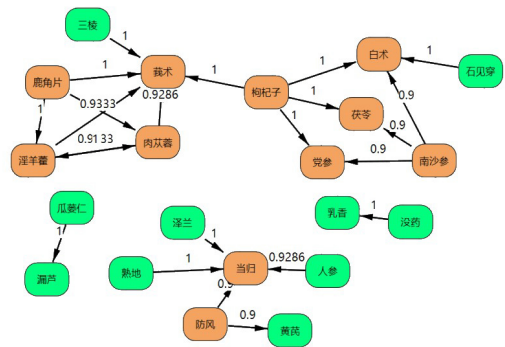 三棱
1
莪术
鹿角片
1
1
0.9333
0.9286
1
枸杞子
白术
1
1
石见穿
1
0.9
茯苓
0.9
1
0.9133
肉苁蓉
淫羊藿
党参
0.9
南沙参
瓜蒌仁
1
漏芦
泽兰
1
乳香
1
没药
熟地
1
当归
0.9286
人参
0.9
防风
0.9
黄芪